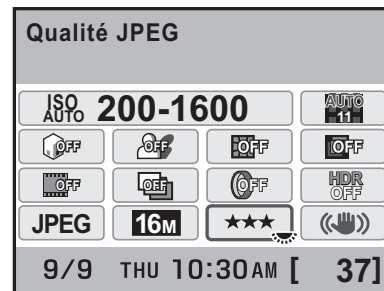 Qualité JPEG
ISO AUTO 200-1600 AUTO 11
OFF OFF OFF OFF
OFF OFF OFF HDR OFF
JPEG 16M ★★★
9/9 THU 10:30AM [ 37]